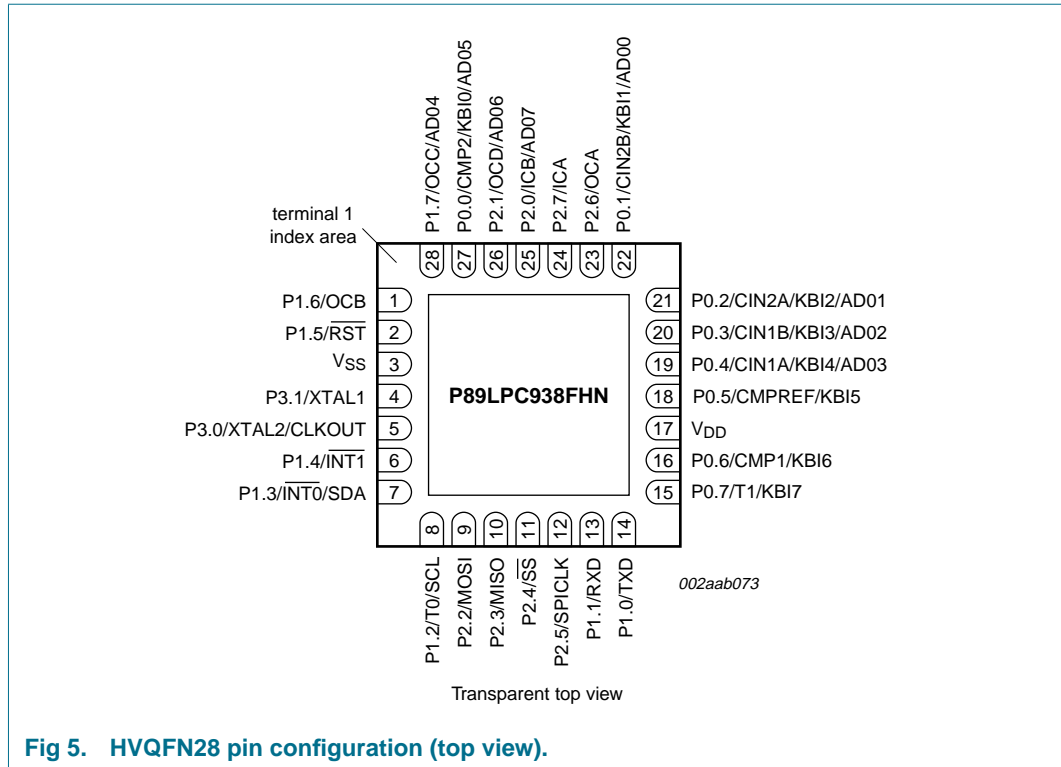 P1.7/OCC/AD04
P0.0/CMP2/KBI0/AD05
P2.1/OCD/AD06
P2.0/ICB/AD07
P2.7/ICA
P2.6/OCA
P0.1/CIN2B/KBI1/AD00
terminal 1
index area
28 27 26 25 24 23 22
P1.6/OCB 1
P1.5/RST 2
VSS 3
P3.1/XTAL1 4
P3.0/XTAL2/CLKOUT 5
P1.4/INT1 6
P1.3/INT0/SDA 7
P89LPC938FHN
21 P0.2/CIN2A/KBI2/AD01
20 P0.3/CIN1B/KBI3/AD02
19 P0.4/CIN1A/KBI4/AD03
18 P0.5/CMPREF/KBI5
17 VDD
16 P0.6/CMP1/KBI6
15 P0.7/T1/KBI7
8 9 10 11 12 13 14
P1.2/T0/SCL
P2.2/MOSI
P2.3/MISO
P2.4/SS
P2.5/SPICLK
P1.1/RXD
P1.0/TXD
002aab073
Transparent top view
Fig 5. HVQFN28 pin configuration (top view).